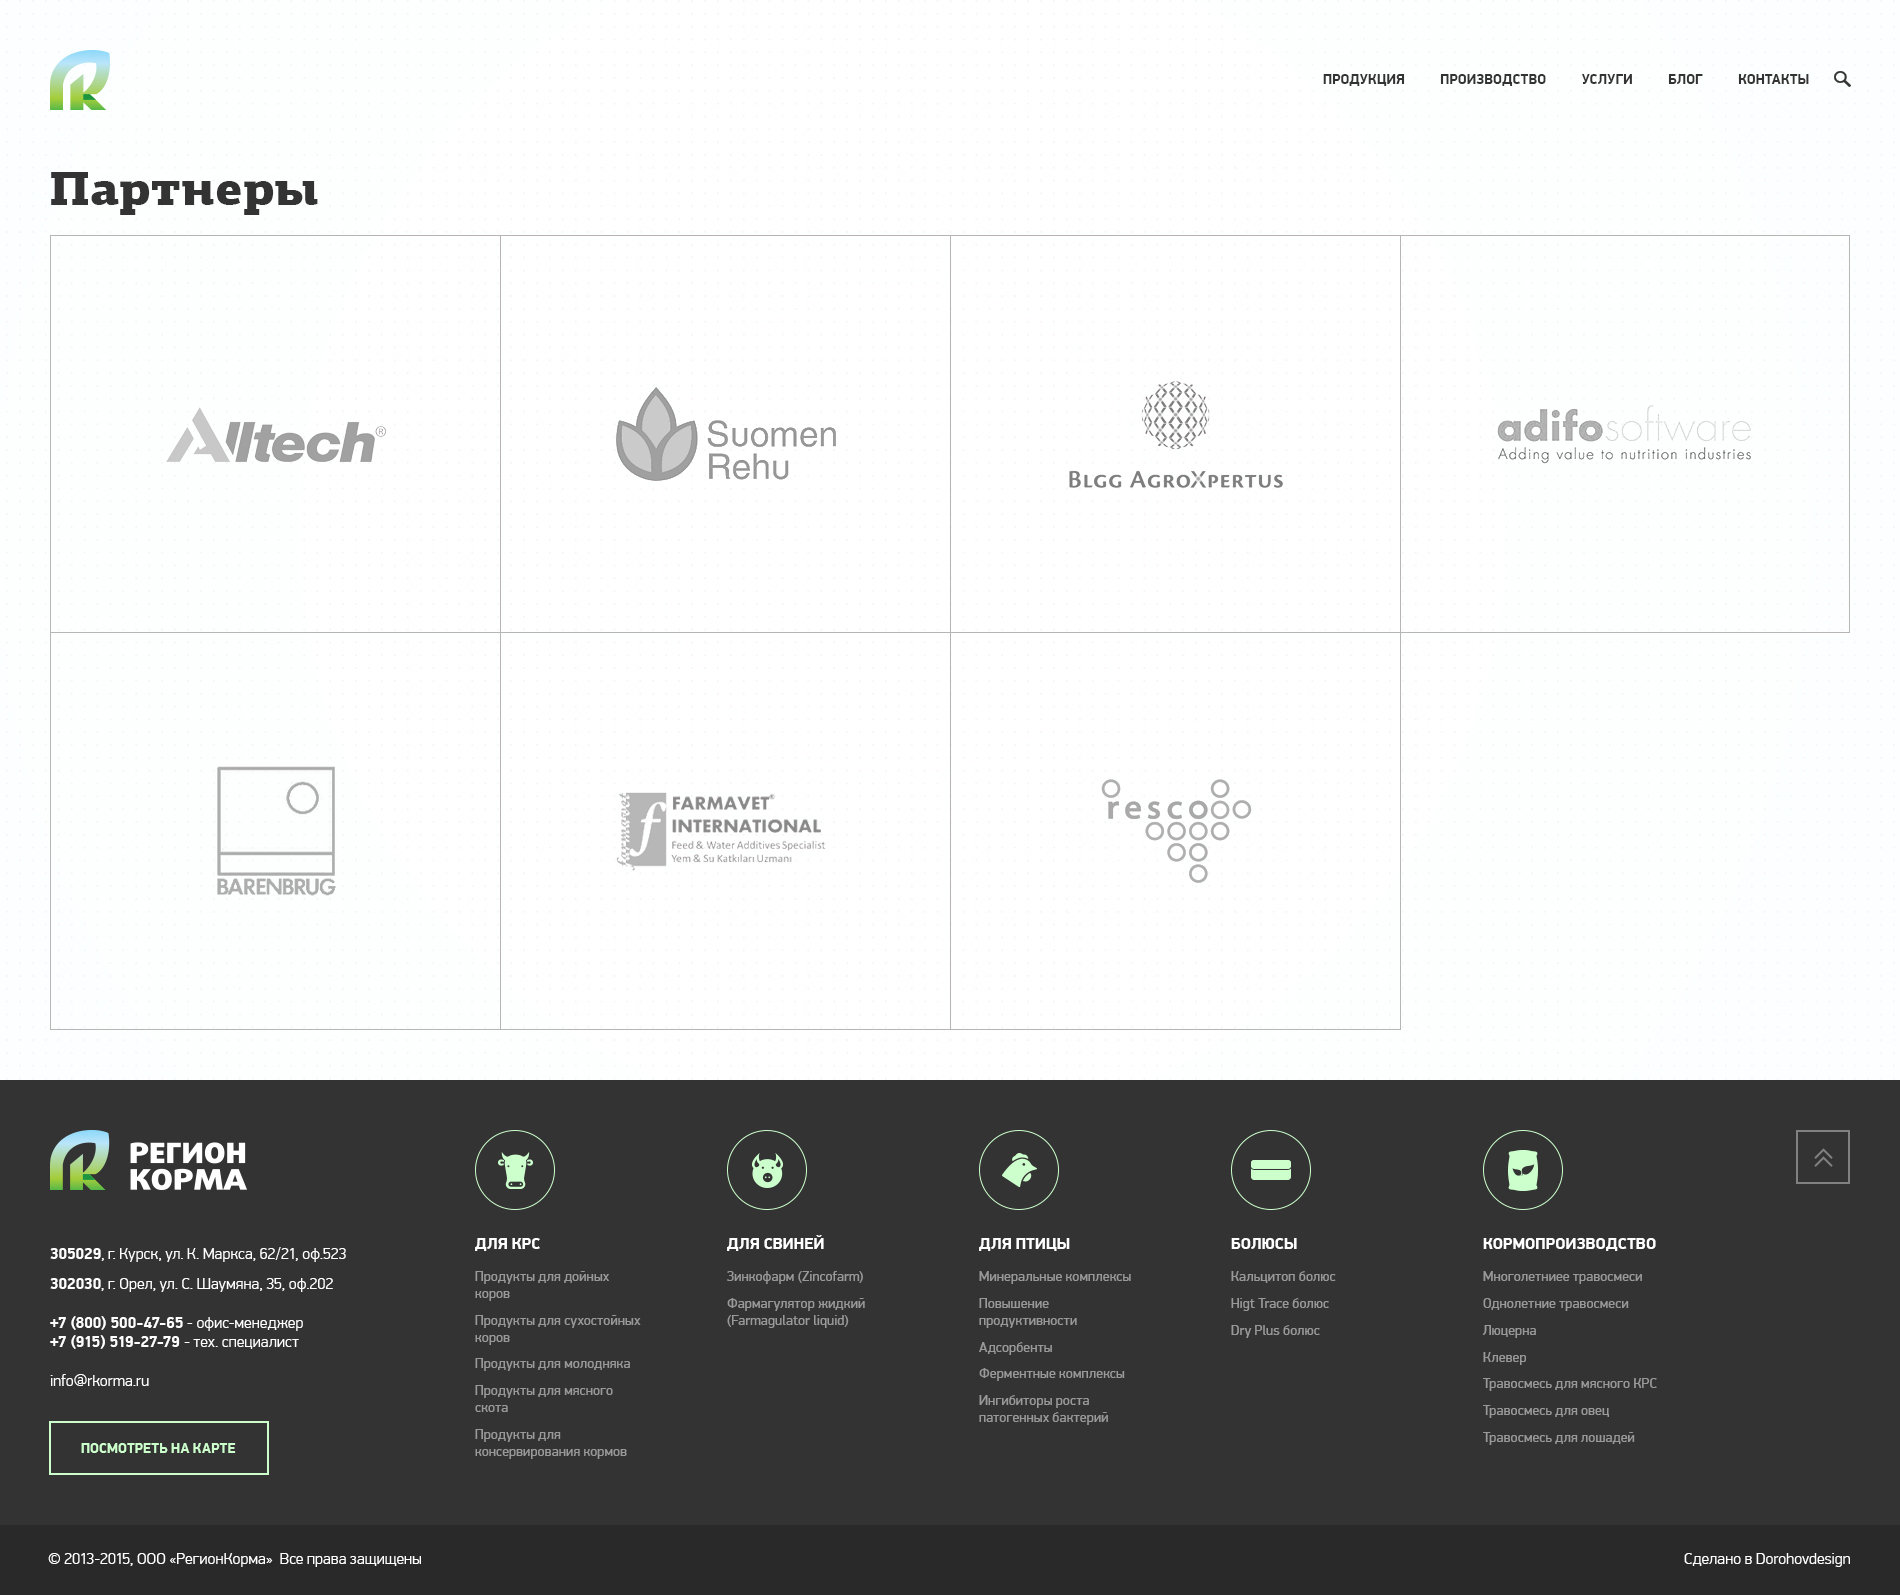 ПРОДУКЦИЯ ПРОИЗВОДСТВО УСЛУГИ БЛОГ КОНТАКТЫ
Партнеры
Alltech®
Suomen
Rehu
BLGG AGROXPERTUS
adifosoftware
Adding value to nutrition industries
BARENBRUG
FARMAVET®
INTERNATIONAL
Feed & Water Additives Specialist
Yem & Su Katkıları Uzmanı
resco
РЕГИОН
КОРМА
305029, г. Курск, ул. К. Маркса, 62/21, оф.523
302030, г. Орел, ул. С. Шаумяна, 35, оф.202
+7 (800) 500-47-65 - офис-менеджер
+7 (915) 519-27-79 - тех. специалист
info@rkorma.ru
ПОСМОТРЕТЬ НА КАРТЕ
ДЛЯ КРС
Продукты для дойных
коров
Продукты для сухостойных
коров
Продукты для молодняка
Продукты для мясного
скота
Продукты для
консервирования кормов
ДЛЯ СВИНЕЙ
Зинкофарм (Zincofarm)
Фармагулятор жидкий
(Farmagulator liquid)
ДЛЯ ПТИЦЫ
Минеральные комплексы
Повышение
продуктивности
Адсорбенты
Ферментные комплексы
Ингибиторы роста
патогенных бактерий
БОЛЮСЫ
Кальцитоп болюс
Higt Trace болюс
Dry Plus болюс
КОРМОПРОИЗВОДСТВО
Многолетниее травосмеси
Однолетние травосмеси
Люцерна
Клевер
Травосмесь для мясного КРС
Травосмесь для овец
Травосмесь для лошадей
© 2013-2015, ООО «РегионКорма» Все права защищены
Сделано в Dorohovdesign